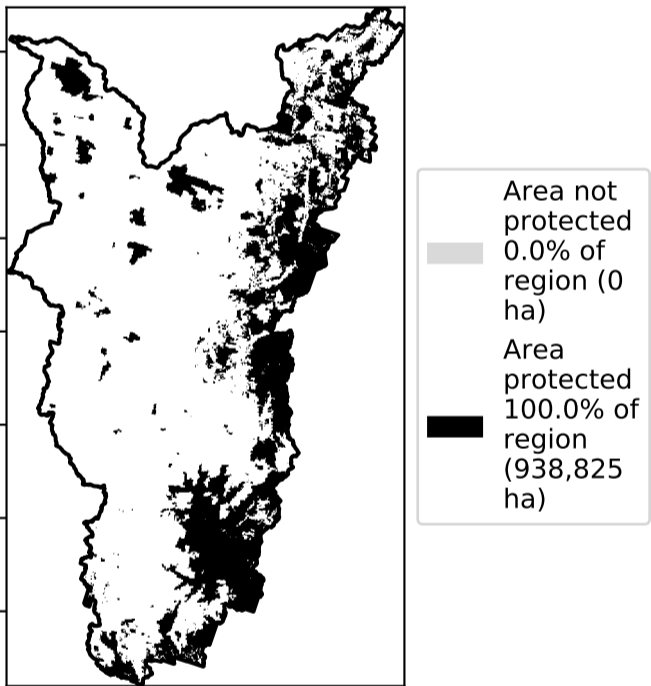 Area not
protected
0.0% of
region (0
ha)
Area
protected
100.0% of
region
(938,825
ha)